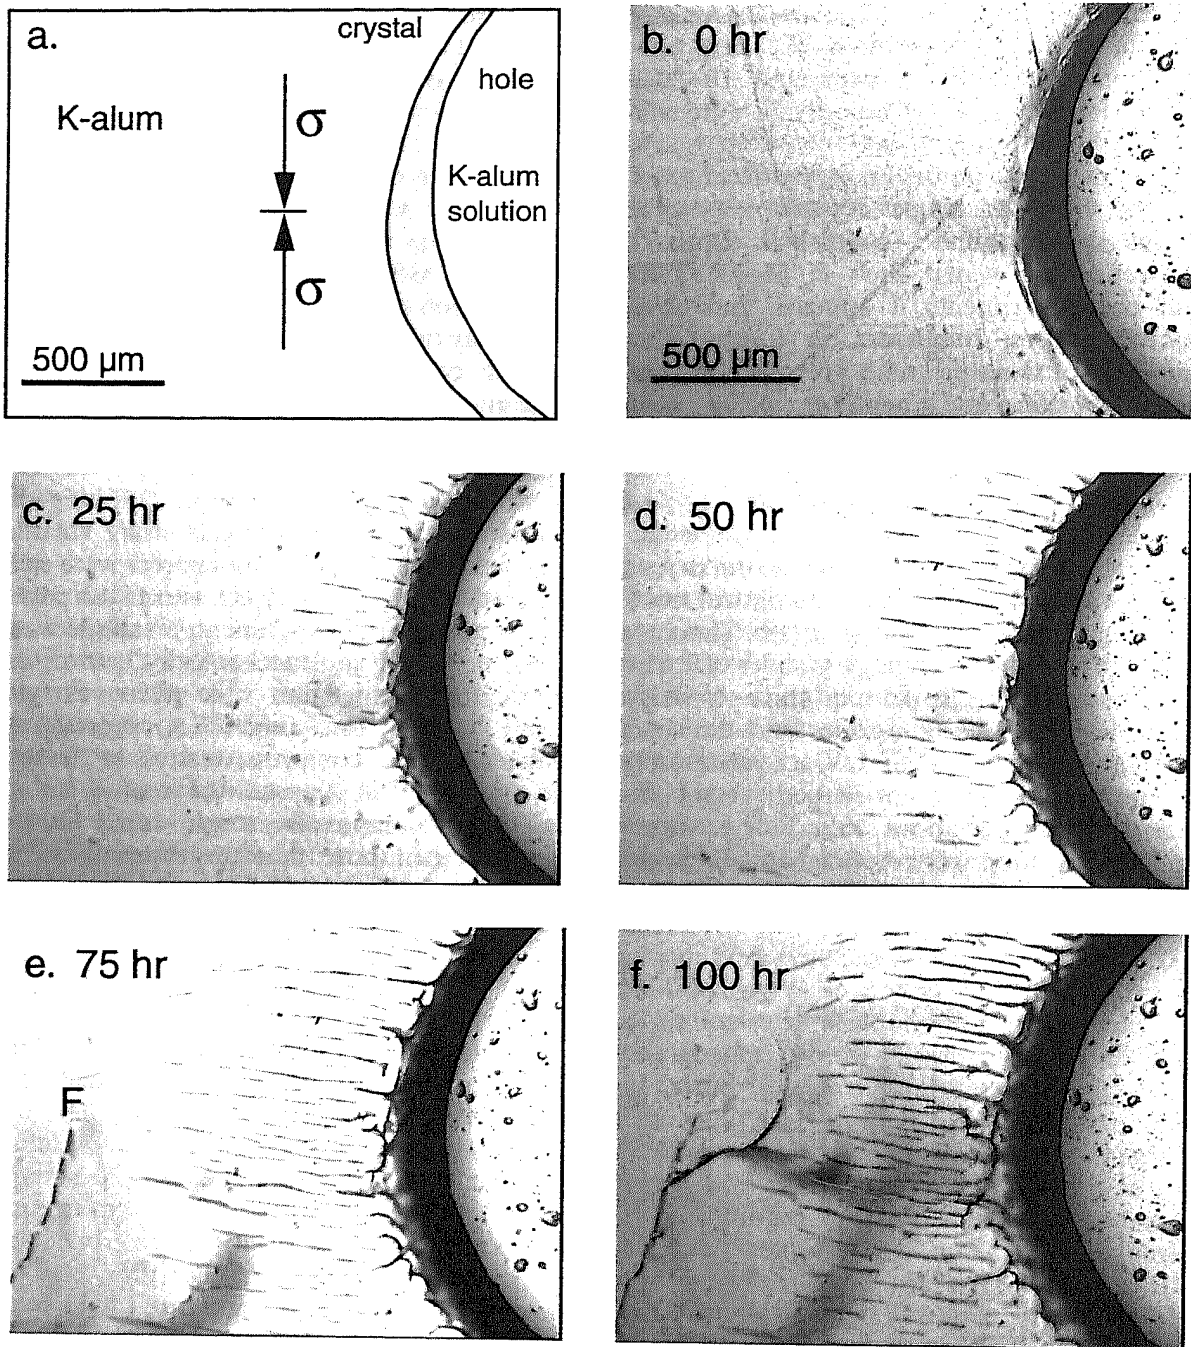 a.
crystal
hole
K-alum
σ
K-alum
solution
σ
500 µm
b. 0 hr
500 µm
c. 25 hr
d. 50 hr
e. 75 hr
F
f. 100 hr